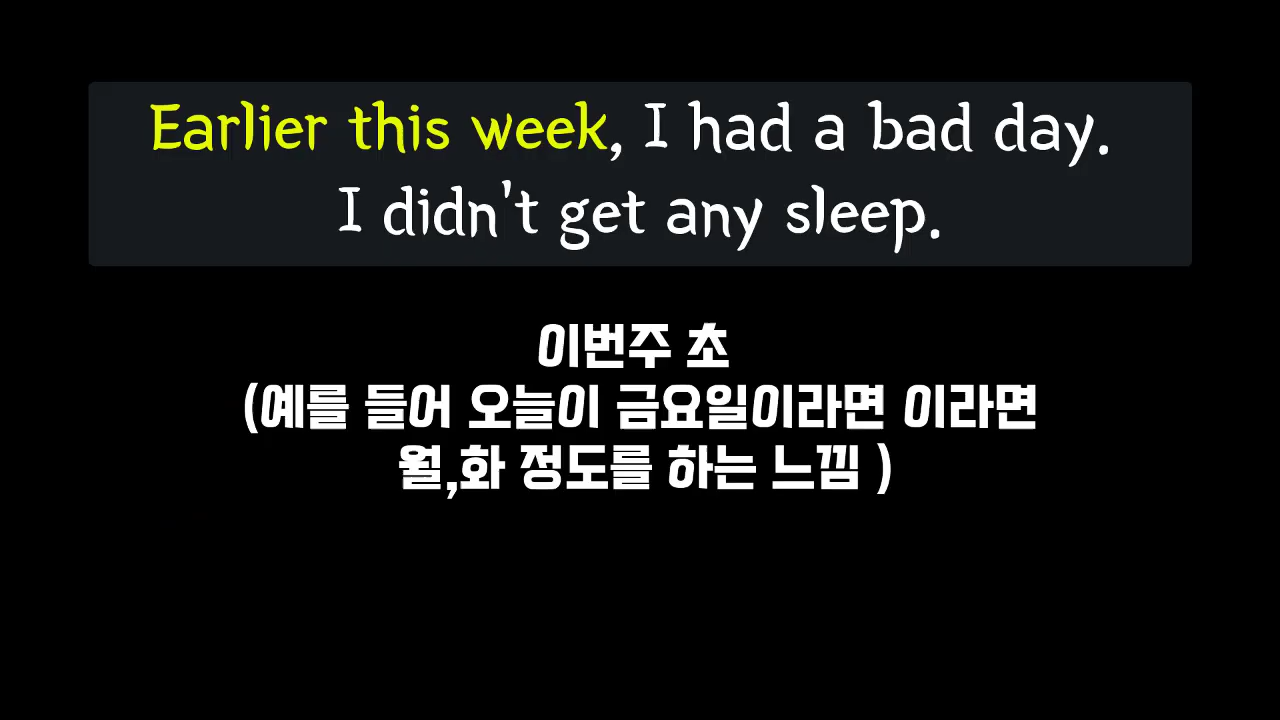 Earlier this week, I had a bad day.
I didn't get any sleep.
이번주 초
(예를 들어 오늘이 금요일이라면 이라면
월,화 정도를 하는 느낌 )